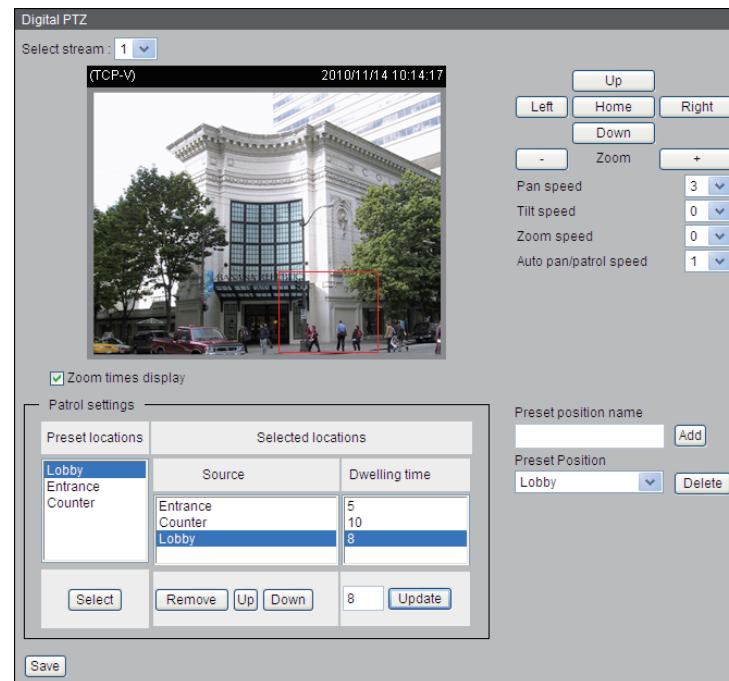 Digital PTZ
Select stream : 1
(TCP-V) 2010/11/14 10:14:17
Up
Left Home Right
Down
- Zoom +
Pan speed 3
Tilt speed 0
Zoom speed 0
Auto pan/patrol speed 1
Zoom times display
Patrol settings
Preset locations Selected locations
Source Dwelling time
Lobby
Entrance
Counter
Entrance 5
Counter 10
Lobby 8
Select Remove Up Down 8 Update
Preset position name
Add
Preset Position
Lobby Delete
Save